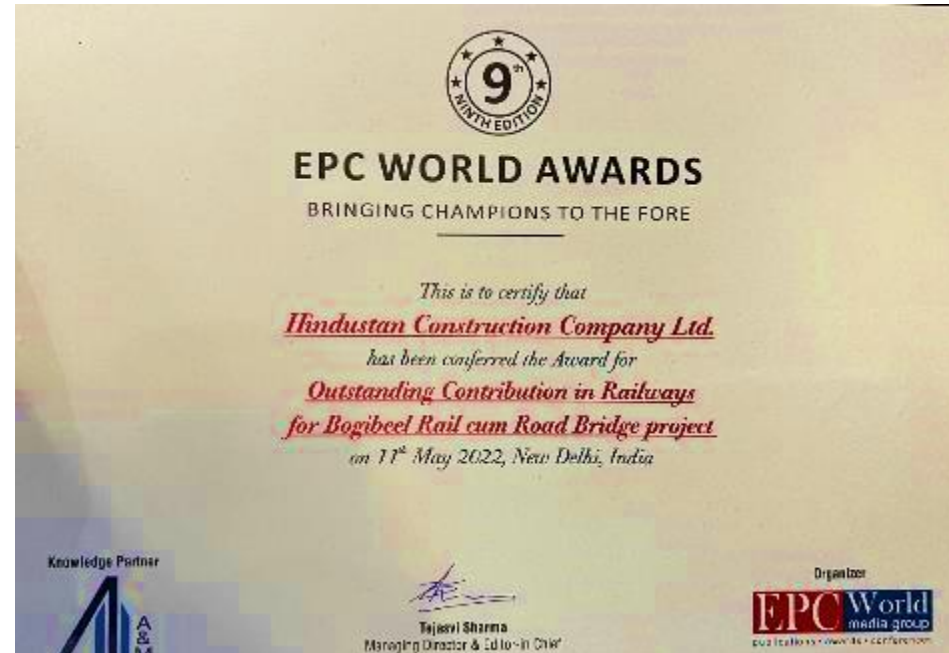 9th
NINTH EDITION
EPC WORLD AWARDS
BRINGING CHAMPIONS TO THE FORE
This is to certify that
Hindustan Construction Company Ltd.
has been conferred the Award for
Outstanding Contribution in Railways
for Bogibeel Rail cum Road Bridge project
on 11th May 2022, New Delhi, India
Knowledge Partner
A&M
Tejasvi Sharma
Managing Director & Editor-in Chief
Organizer
EPC World
media group
publications • awards • conferences